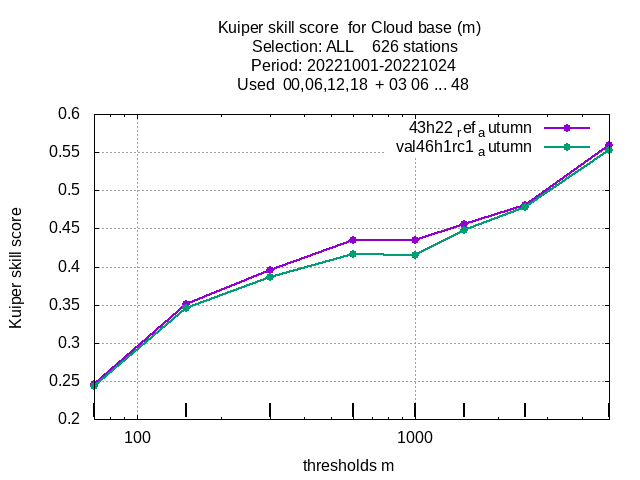 Kuiper skill score  for Cloud base (m)
Selection: ALL    626 stations
Period: 20221001-20221024
Used  00,06,12,18  + 03 06 ... 48
43h22_ref_autumn
val46h1rc1_autumn
0.6
0.55
0.5
0.45
0.4
0.35
0.3
0.25
0.2
Kuiper skill score
100 1000
thresholds m